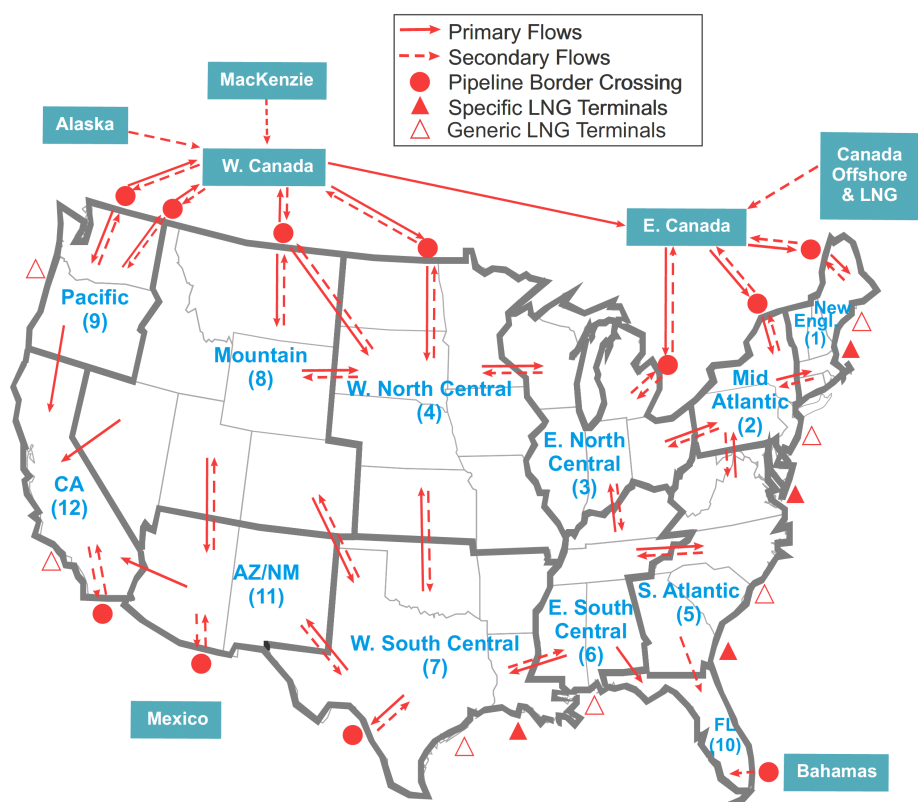 Primary Flows
Secondary Flows
Pipeline Border Crossing
Specific LNG Terminals
Generic LNG Terminals
MacKenzie
Alaska
W. Canada
Canada
Offshore
& LNG
E. Canada
Pacific
(9)
Mountain
(8)
W. North Central
(4)
New
Engl.
(1)
Mid
Atlantic
(2)
E. North
Central
(3)
CA
(12)
AZ/NM
(11)
S. Atlantic
(5)
E. South
Central
(6)
W. South Central
(7)
Mexico
FL
(10)
Bahamas